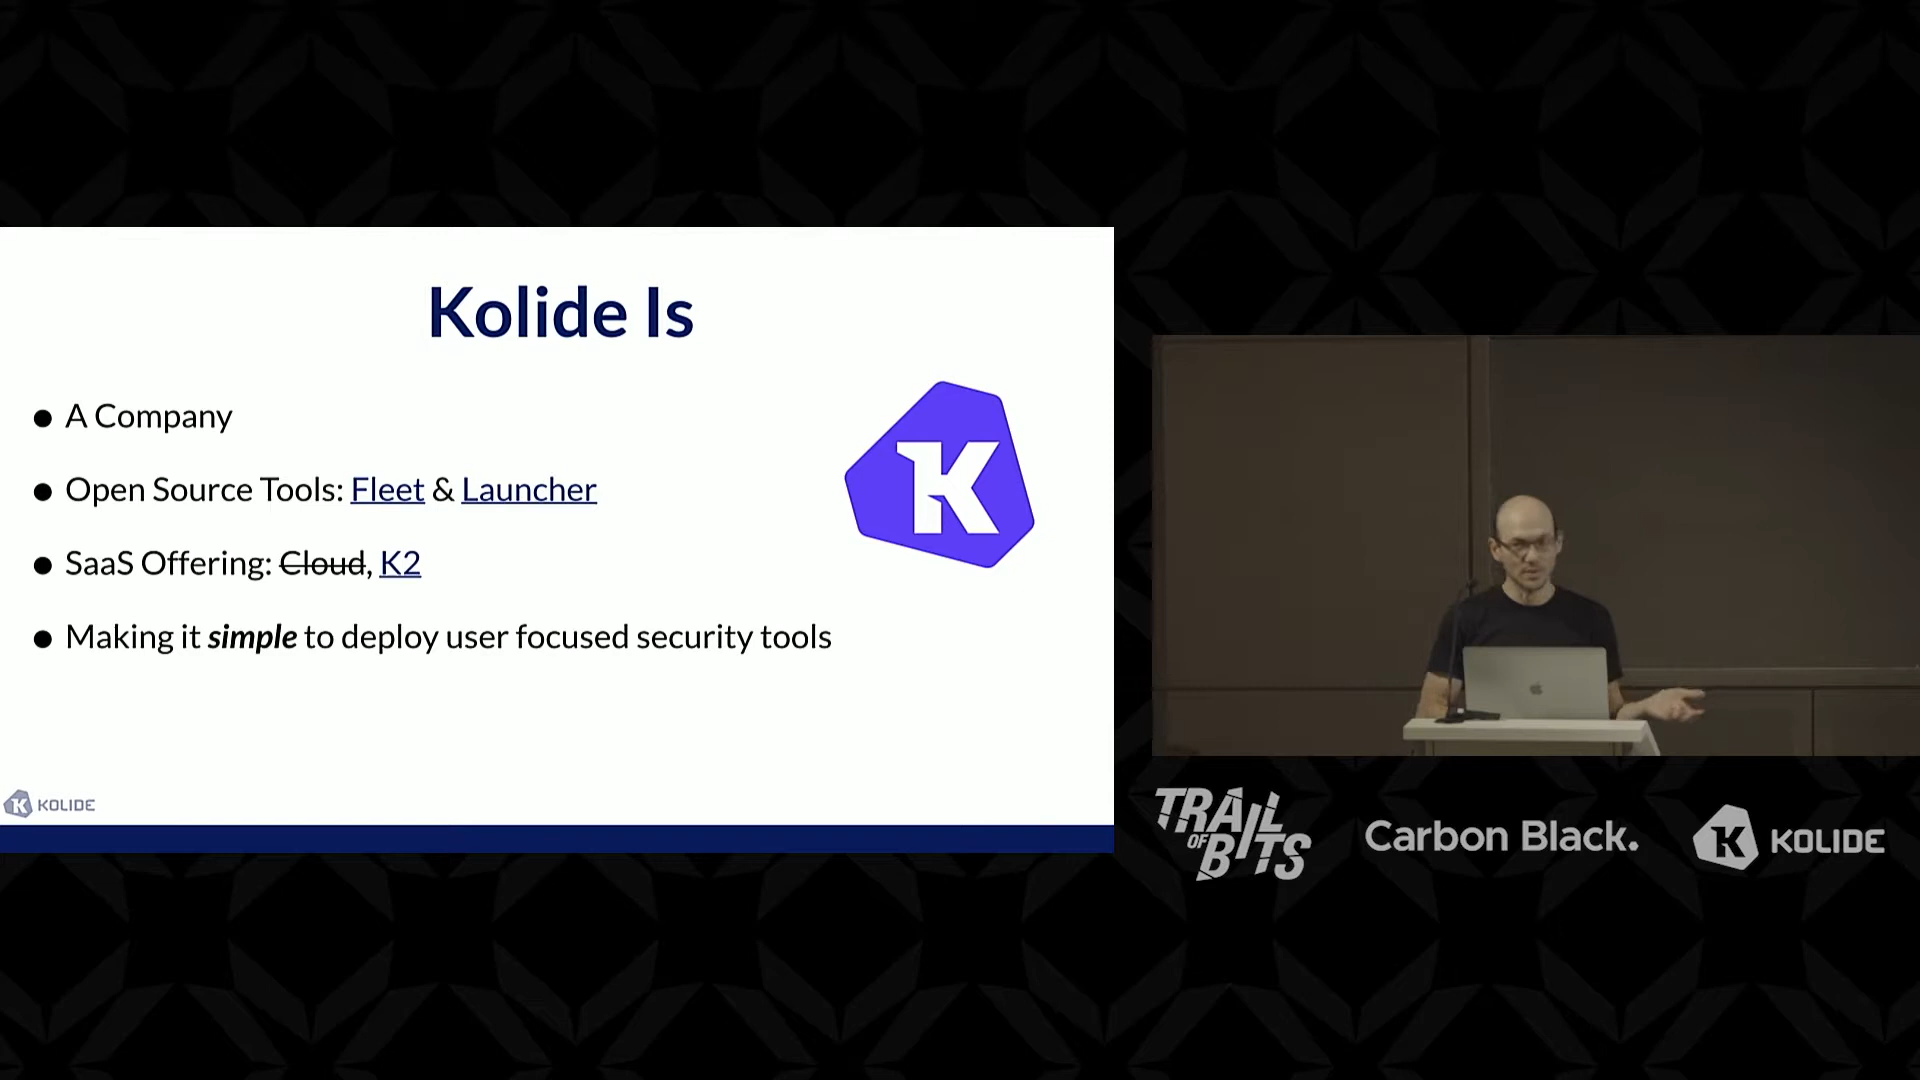 Kolide Is
● A Company
● Open Source Tools: Fleet & Launcher
● SaaS Offering: Cloud, K2
● Making it simple to deploy user focused security tools
K
K KOLIDE
TRAIL
OF
BITS
Carbon Black.
K KOLIDE